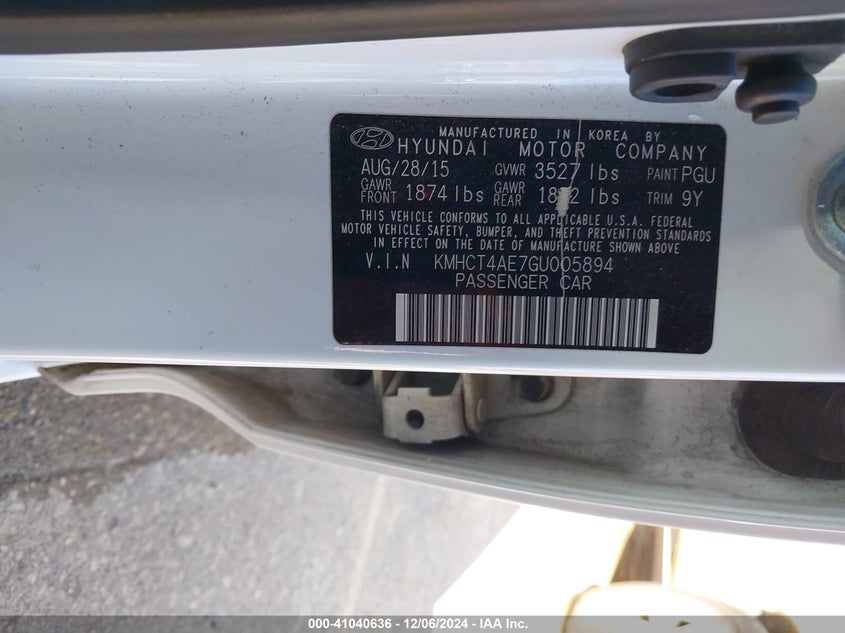 MANUFACTURED IN KOREA BY
HYUNDAI MOTOR COMPANY
AUG/28/15 GVWR 3527 lbs PAINT PGU
GAWR FRONT 1874 lbs GAWR REAR lbs TRIM 9Y
THIS VEHICLE CONFORMS TO ALL APPLICABLE U.S.A. FEDERAL
MOTOR VEHICLE SAFETY, BUMPER, AND THEFT PREVENTION STANDARDS
IN EFFECT ON THE DATE OF MANUFACTURE SHOWN ABOVE
V.I.N KMHCT4AE7GU005894
PASSENGER CAR
000-41040636 - 12/06/2024 - IAA Inc.